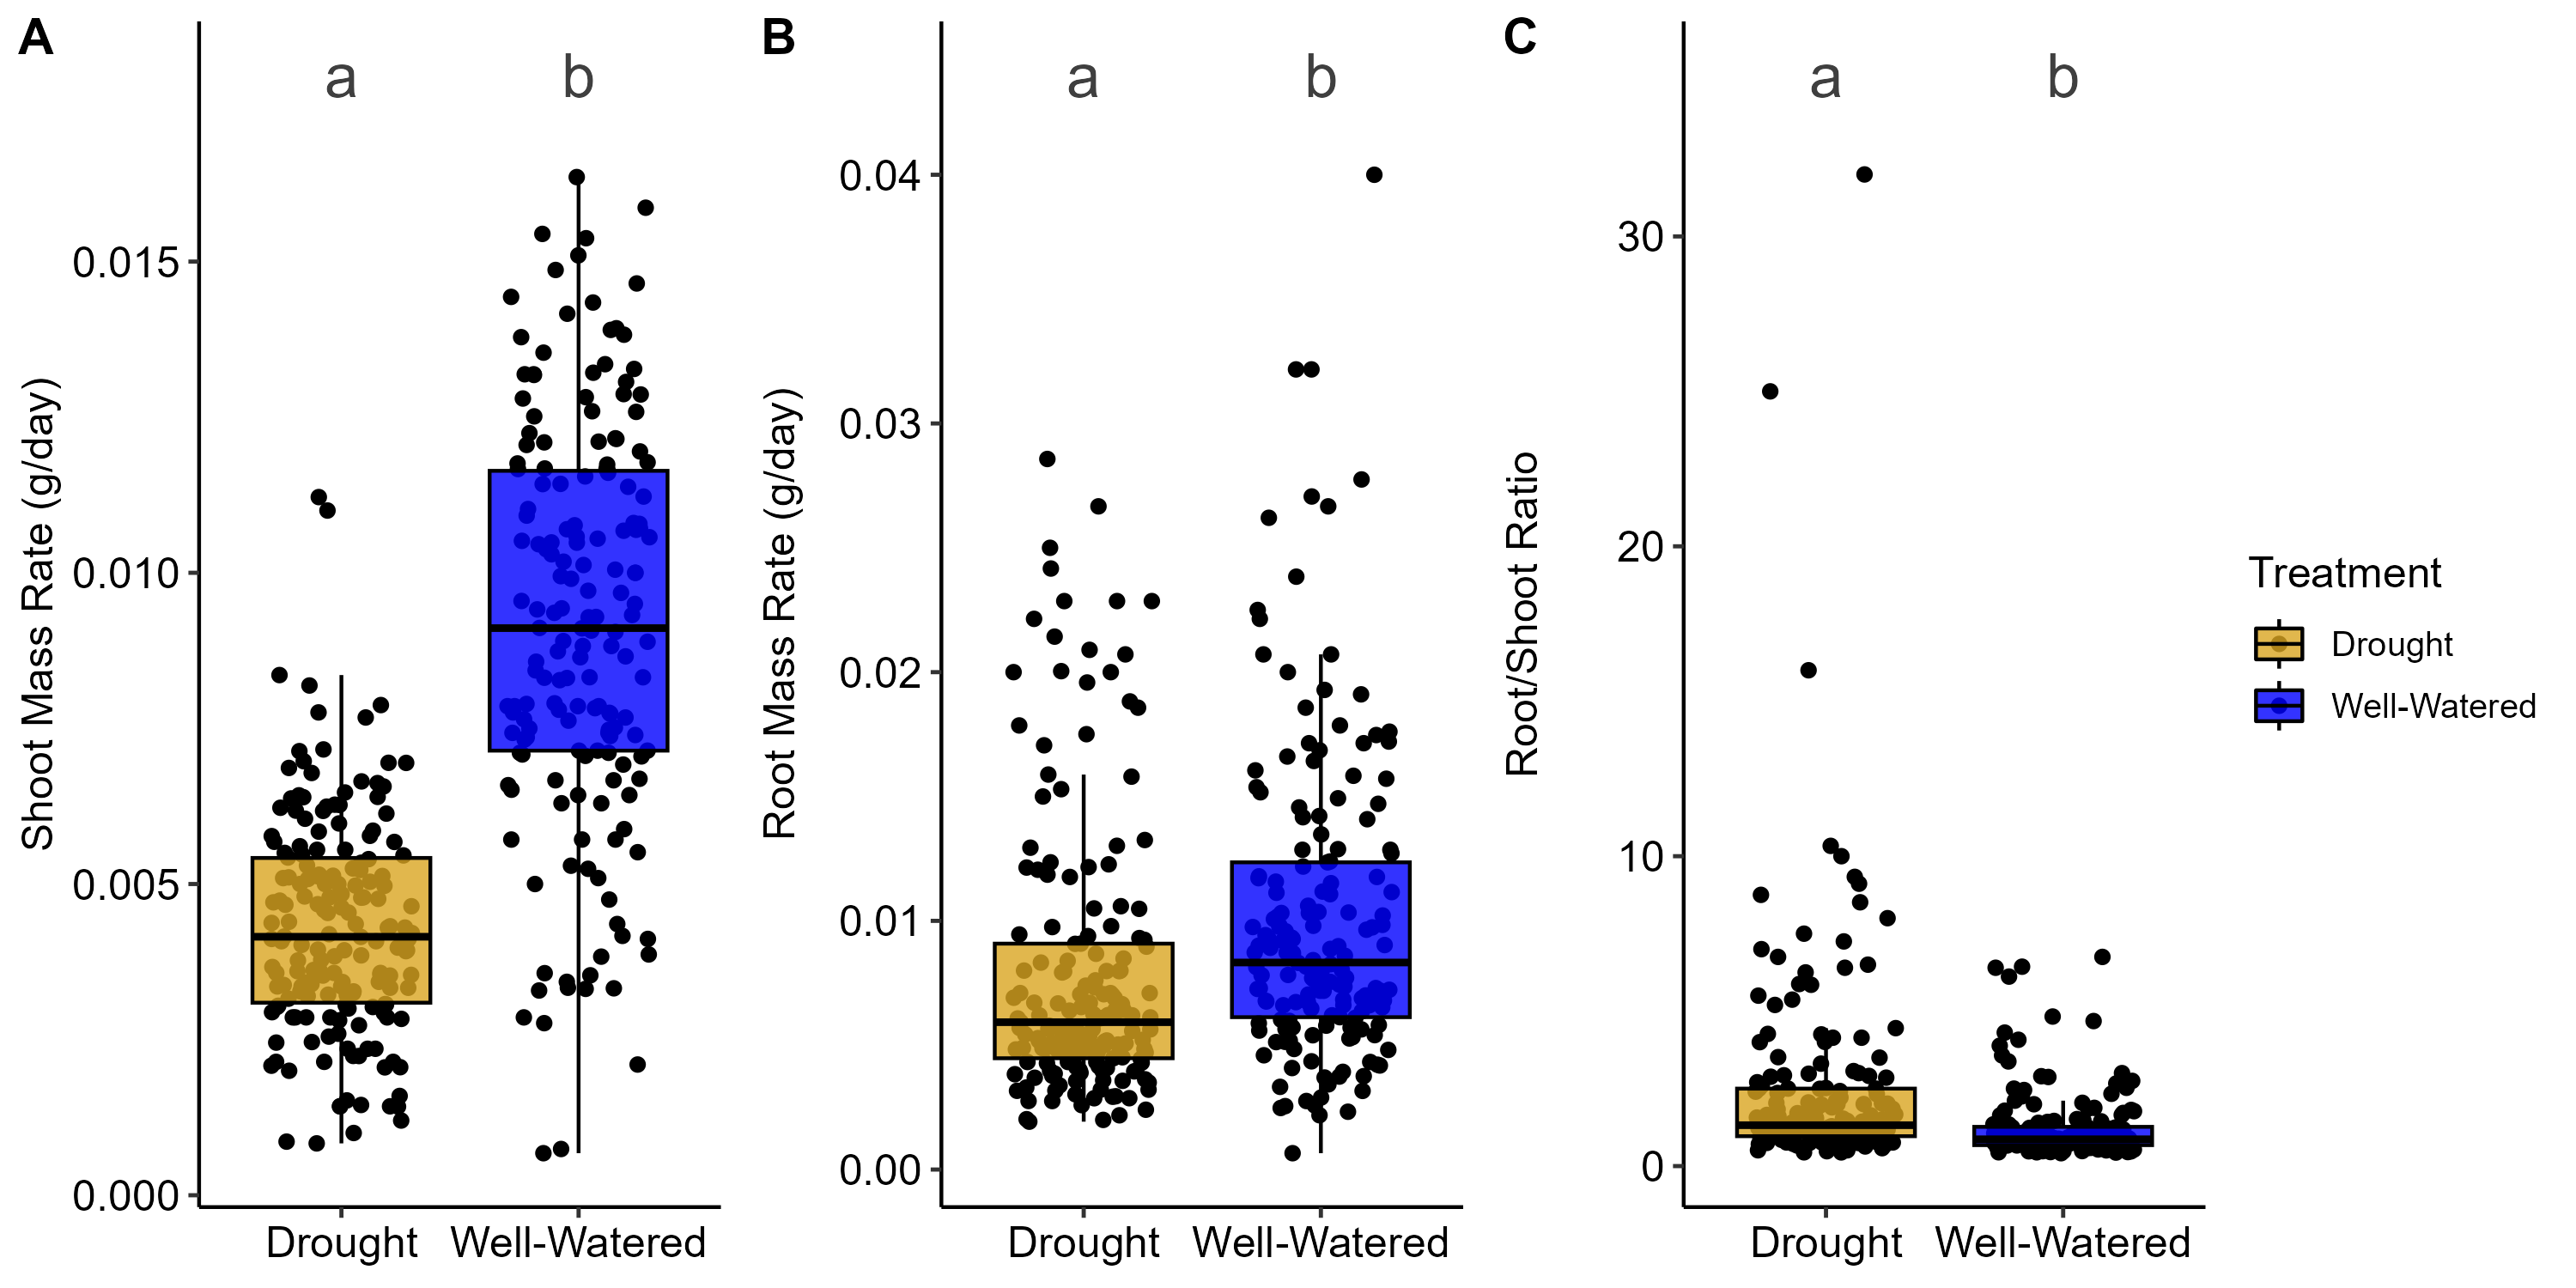 A
a b
Shoot Mass Rate (g/day)
0.015
0.010
0.005
0.000
Drought Well-Watered
B
a b
Root Mass Rate (g/day)
0.04
0.03
0.02
0.01
0.00
Drought Well-Watered
C
a b
Root/Shoot Ratio
30
20
10
0
Drought Well-Watered
Treatment
Drought
Well-Watered